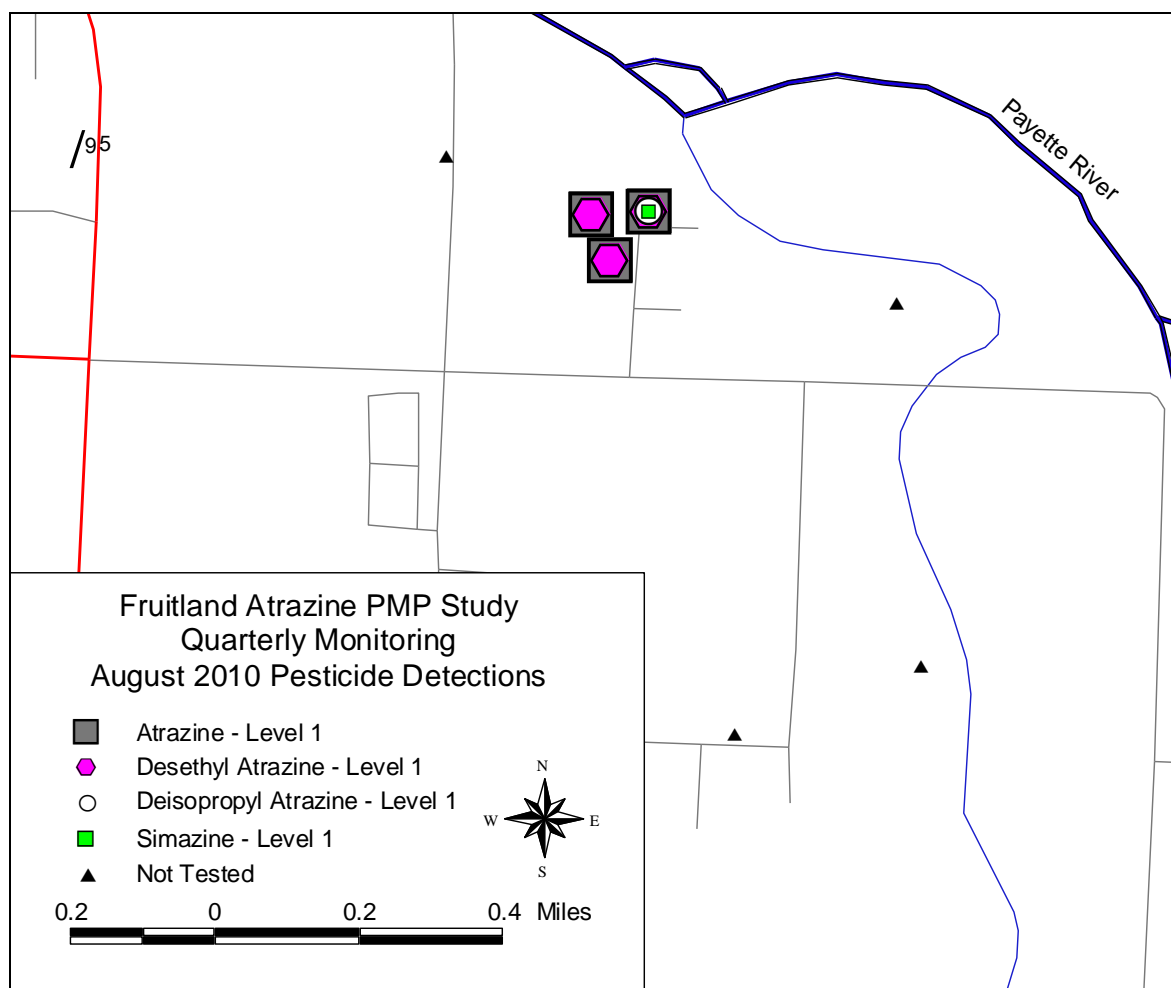 /95
Payette River
Fruitland Atrazine PMP Study
Quarterly Monitoring
August 2010 Pesticide Detections
Atrazine - Level 1
Desethyl Atrazine - Level 1
Deisopropyl Atrazine - Level 1
Simazine - Level 1
Not Tested
N
W E
S
0.2 0 0.2 0.4 Miles